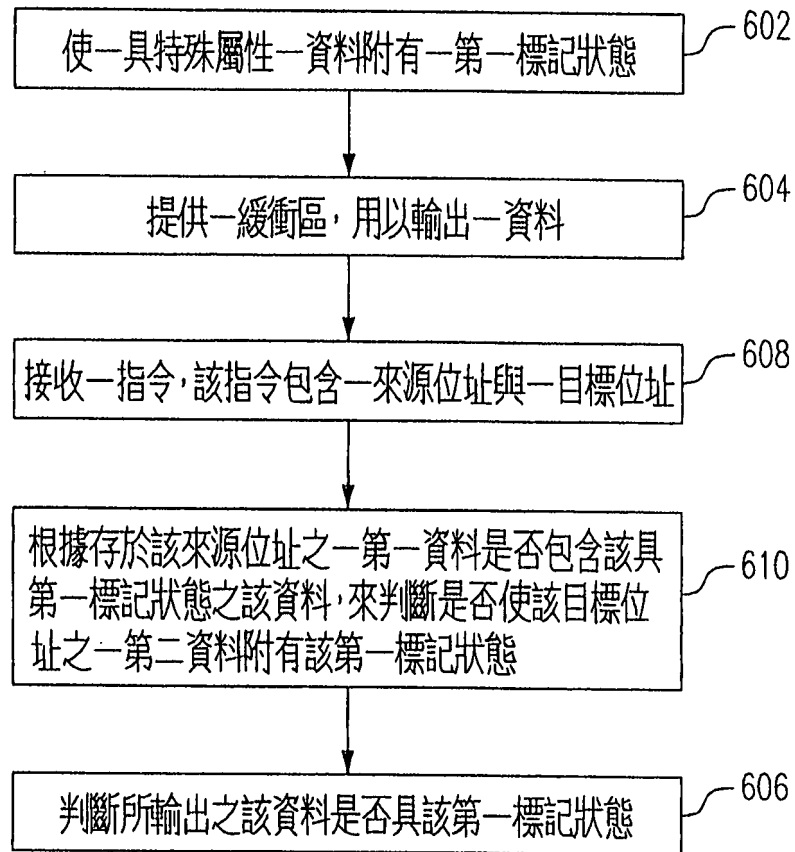 使一具特殊屬性一資料附有一第一標記狀態
602
提供一緩衝區,用以輸出一資料
604
接收一指令,該指令包含一來源位址與一目標位址
608
根據存於該來源位址之一第一資料是否包含該具
第一標記狀態之該資料,來判斷是否使該目標位
址之一第二資料附有該第一標記狀態
610
判斷所輸出之該資料是否具該第一標記狀態
606